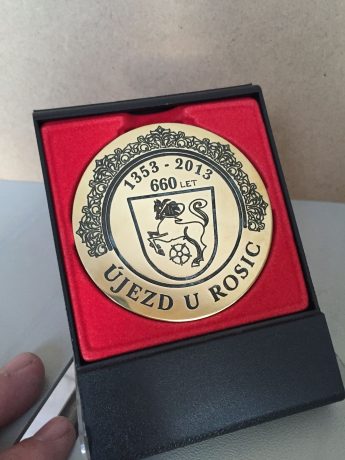 1353 - 2013
660 LET
ÚJEZD U ROSIC